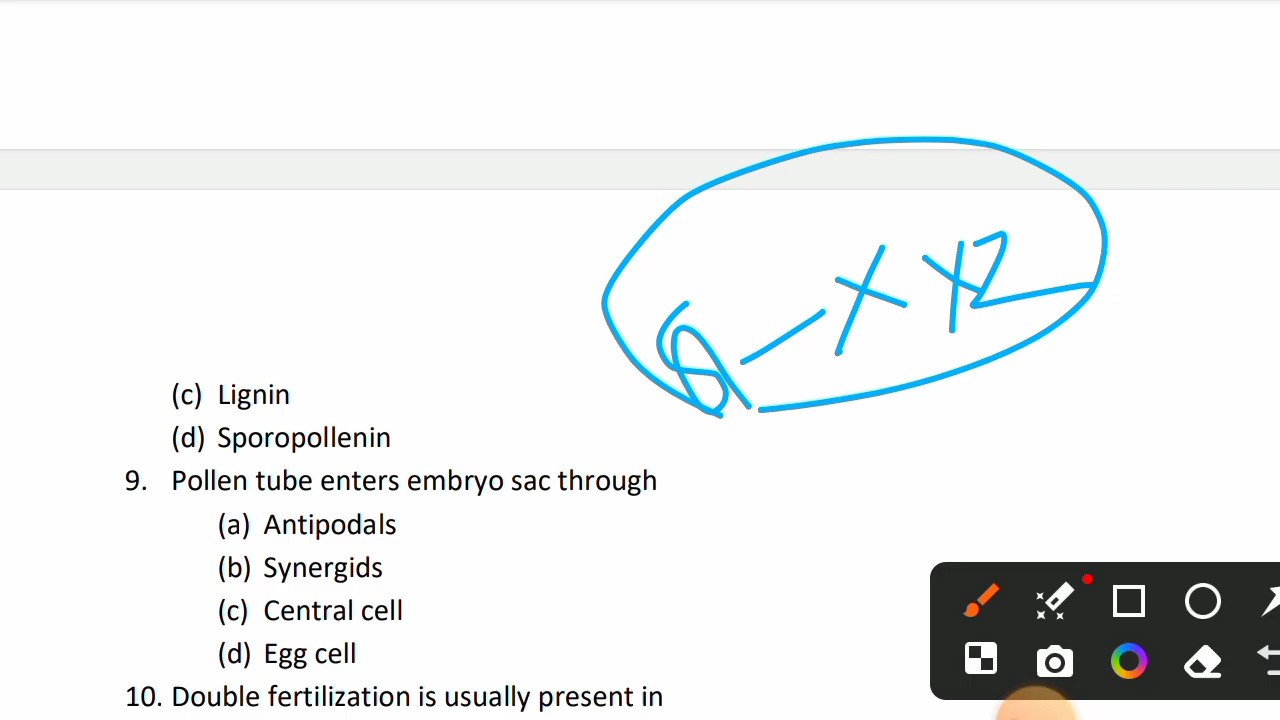 8-XYZ
(c) Lignin
(d) Sporopollenin
9. Pollen tube enters embryo sac through
(a) Antipodals
(b) Synergids
(c) Central cell
(d) Egg cell
10. Double fertilization is usually present in